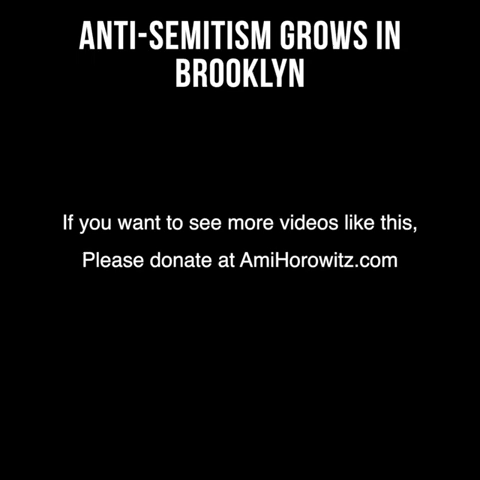 ANTI-SEMITISM GROWS IN
BROOKLYN
If you want to see more videos like this,
Please donate at AmiHorowitz.com